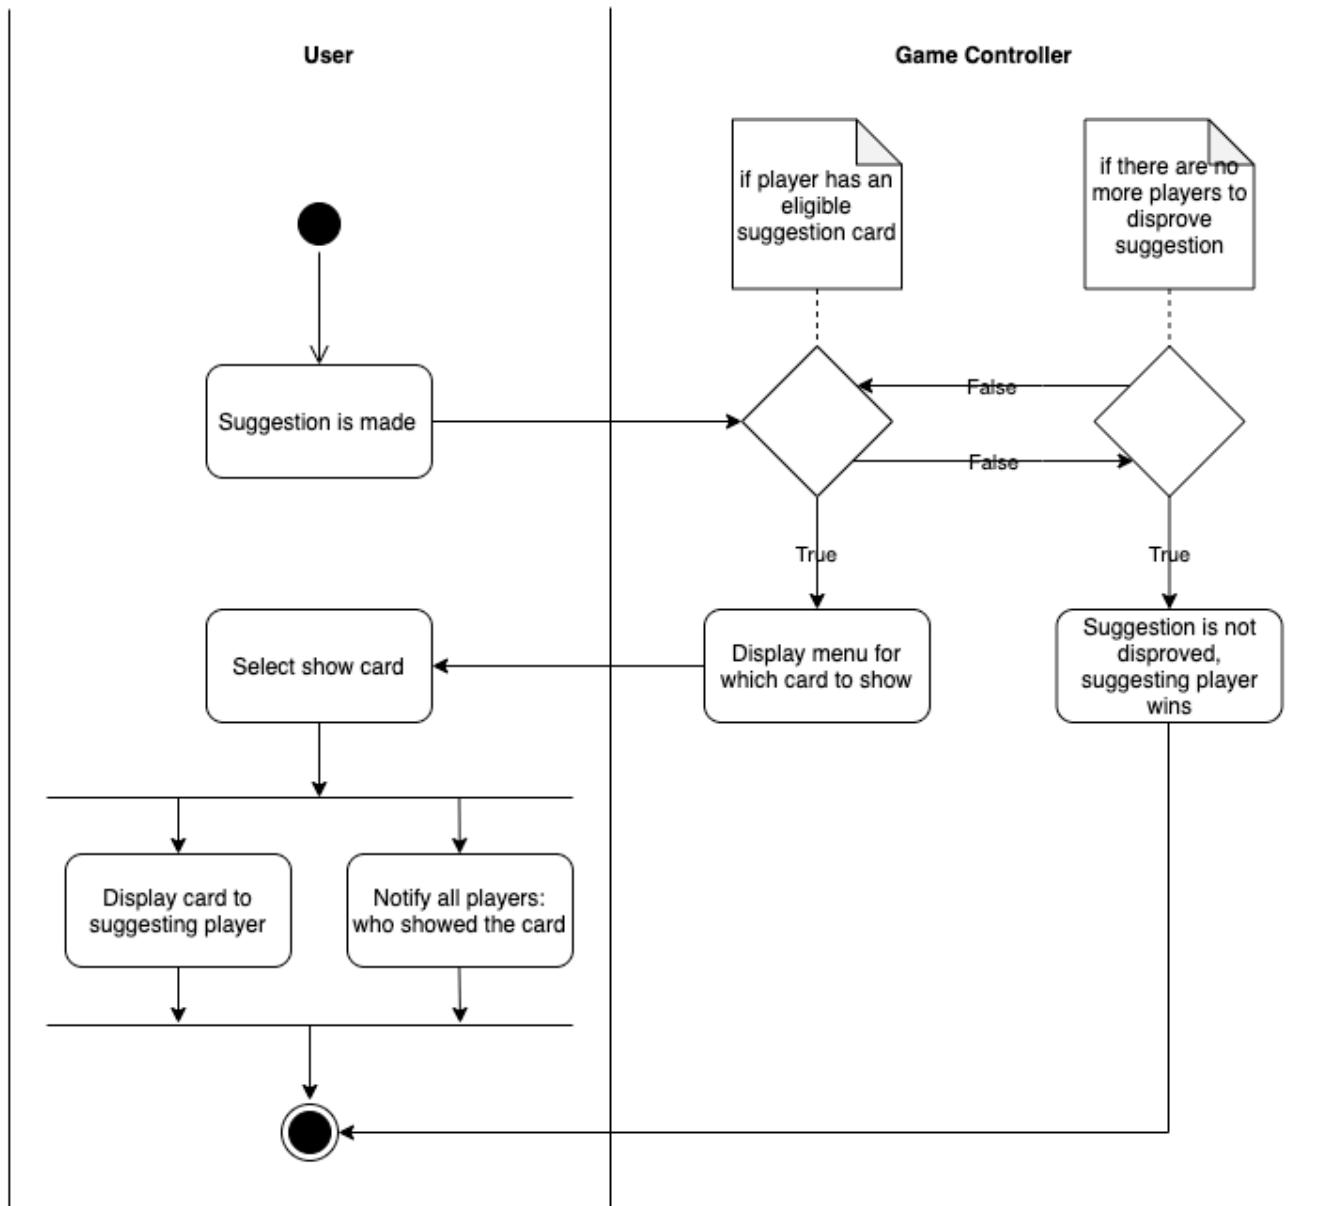 User
Game Controller
if player has an
eligible
suggestion card
if there are no
more players to
disprove
suggestion
Suggestion is made
False
False
True
True
Select show card
Display menu for
which card to show
Suggestion is not
disproved,
suggesting player
wins
Display card to
suggesting player
Notify all players:
who showed the card